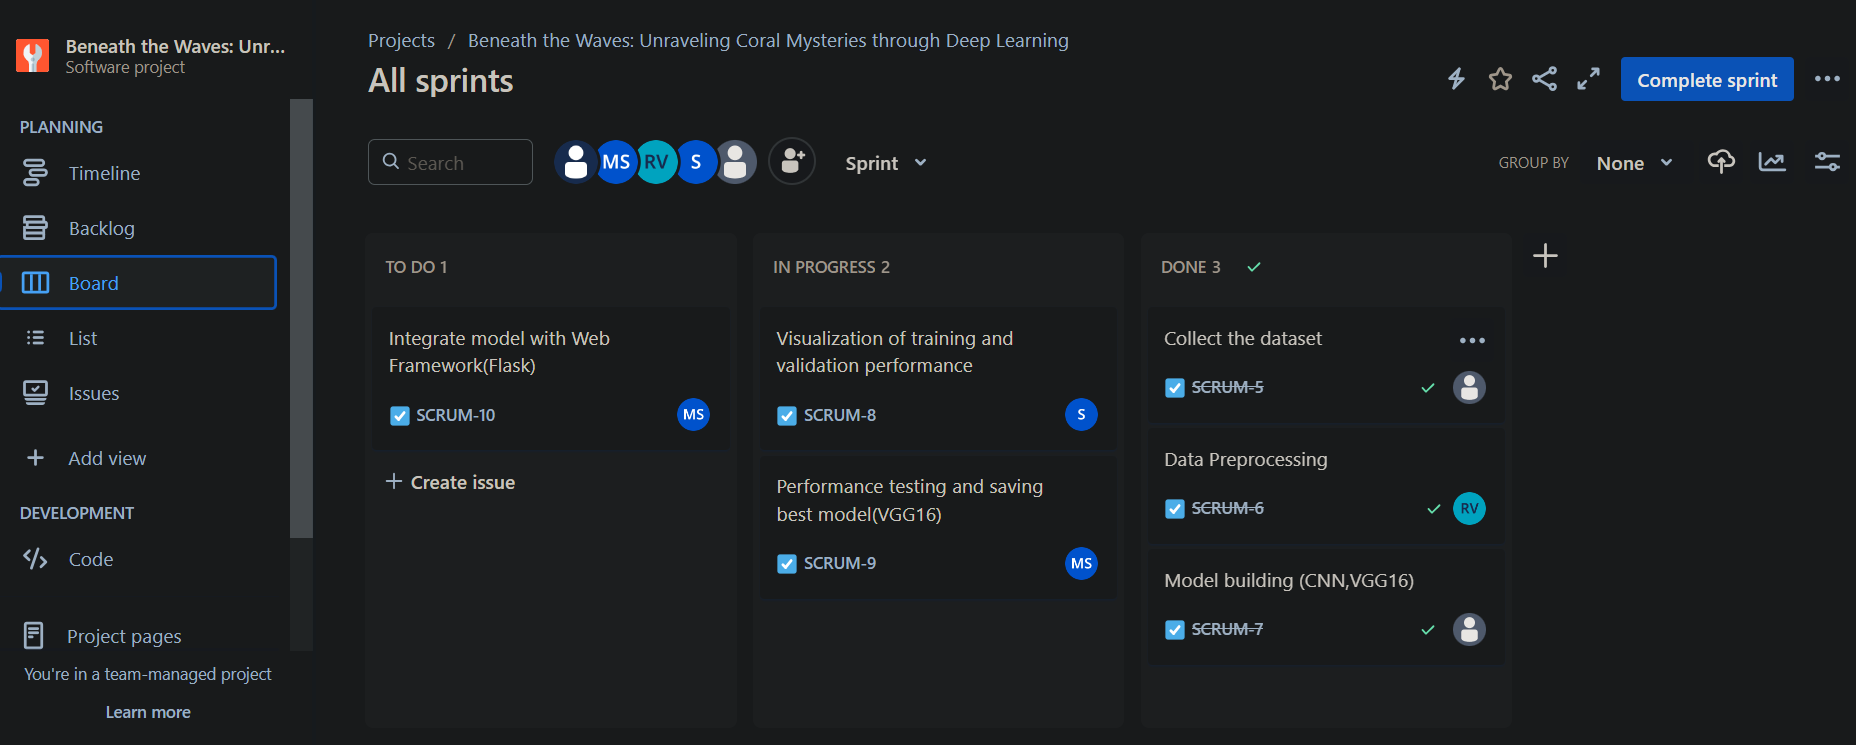 Beneath the Waves: Unr...
Software project
PLANNING
Timeline
Backlog
Board
List
Issues
Add view
DEVELOPMENT
Code
Project pages
You're in a team-managed project
Learn more
Projects / Beneath the Waves: Unraveling Coral Mysteries through Deep Learning
All sprints
Complete sprint
Search
MS RV S
Sprint
GROUP BY None
TO DO 1
Integrate model with Web
Framework(Flask)
SCRUM-10 MS
Create issue
IN PROGRESS 2
Visualization of training and
validation performance
SCRUM-8 S
Performance testing and saving
best model(VGG16)
SCRUM-9 MS
DONE 3
Collect the dataset
SCRUM-5
Data Preprocessing
SCRUM-6 RV
Model building (CNN,VGG16)
SCRUM-7